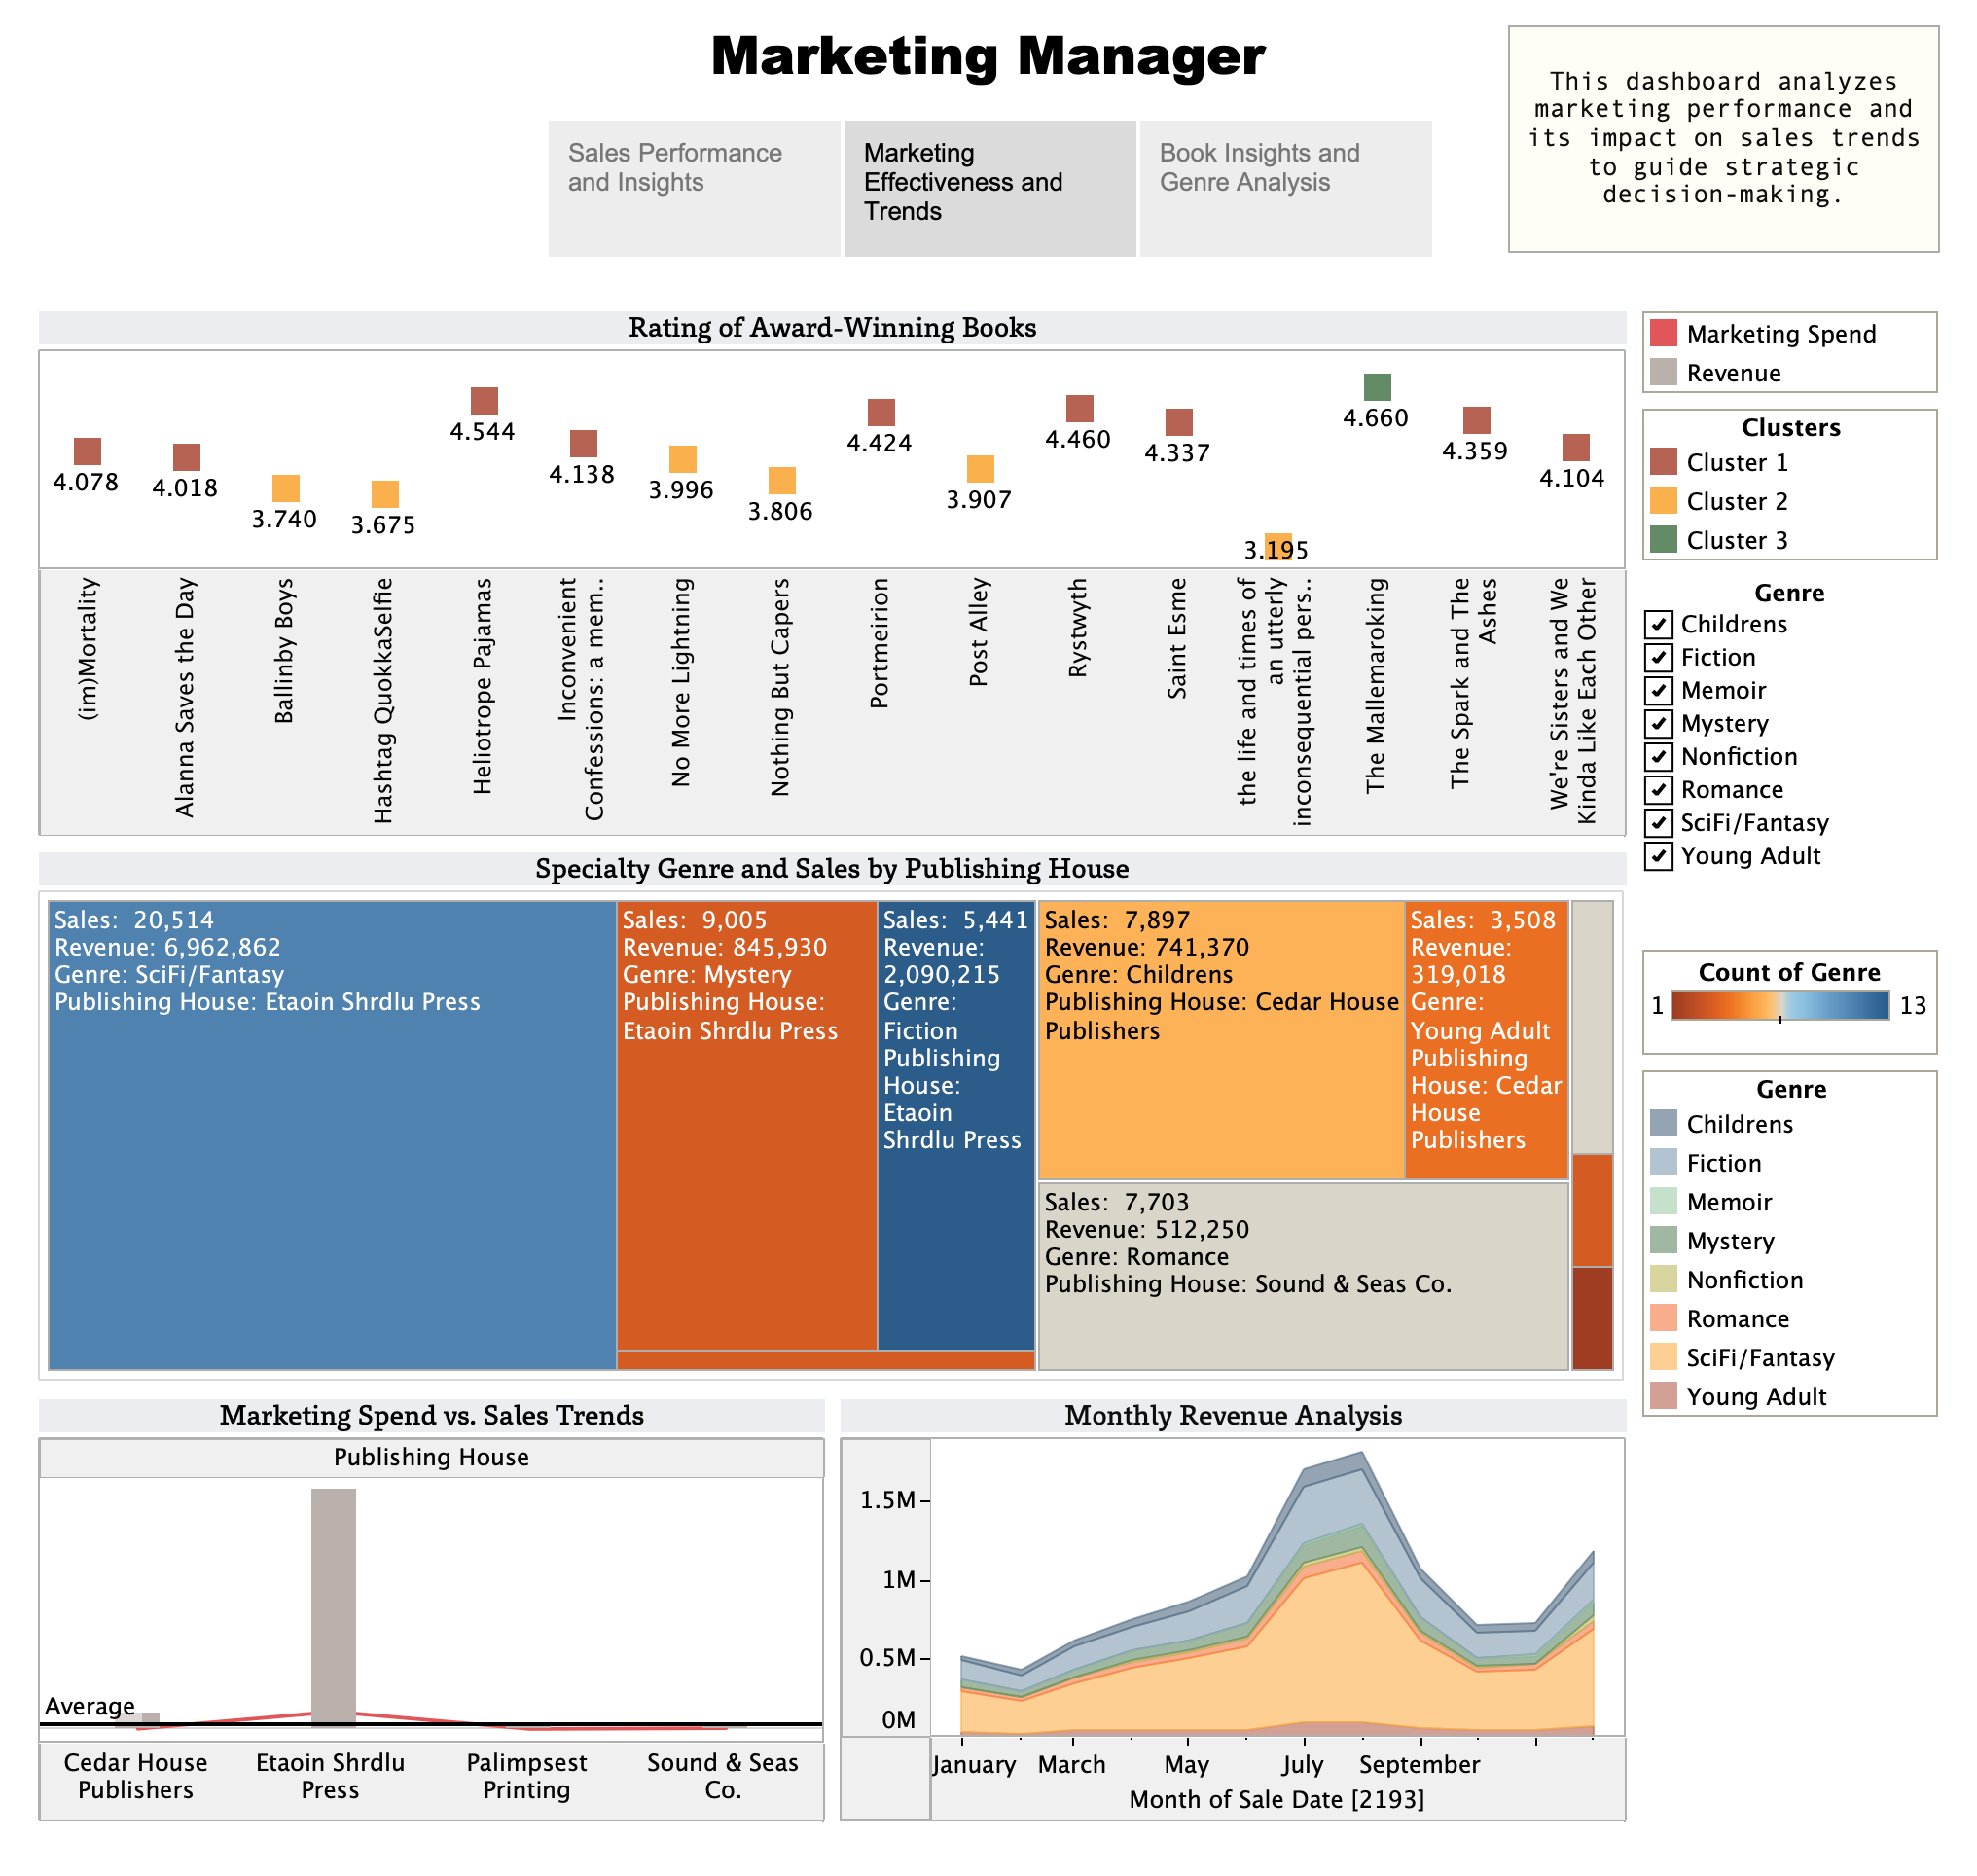 Marketing Manager
This dashboard analyzes
marketing performance and
its impact on sales trends
to guide strategic
decision-making.
Sales Performance
and Insights
Marketing
Effectiveness and
Trends
Book Insights and
Genre Analysis
Rating of Award-Winning Books
4.078
4.018
3.740
3.675
4.544
4.138
3.996
3.806
4.424
3.907
4.460
4.337
3.195
4.660
4.359
4.104
(im)Mortality
Alanna Saves the Day
Ballinby Boys
Hashtag QuokkaSelfie
Heliotrope Pajamas
Inconvenient
Confessions: a mem..
No More Lightning
Nothing But Capers
Portmeirion
Post Alley
Rystwyth
Saint Esme
the life and times of
an utterly
inconsequential pers..
The Mallemaroking
The Spark and The
Ashes
We're Sisters and We
Kinda Like Each Other
Marketing Spend
Revenue
Clusters
Cluster 1
Cluster 2
Cluster 3
Genre
Childrens
Fiction
Memoir
Mystery
Nonfiction
Romance
SciFi/Fantasy
Young Adult
Specialty Genre and Sales by Publishing House
Sales: 20,514
Revenue: 6,962,862
Genre: SciFi/Fantasy
Publishing House: Etaoin Shrdlu Press
Sales: 9,005
Revenue: 845,930
Genre: Mystery
Publishing House:
Etaoin Shrdlu Press
Sales: 5,441
Revenue:
2,090,215
Genre:
Fiction
Publishing
House:
Etaoin
Shrdlu Press
Sales: 7,897
Revenue: 741,370
Genre: Childrens
Publishing House: Cedar House
Publishers
Sales: 3,508
Revenue:
319,018
Genre:
Young Adult
Publishing
House: Cedar
House
Publishers
Sales: 7,703
Revenue: 512,250
Genre: Romance
Publishing House: Sound & Seas Co.
Count of Genre
1 13
Genre
Childrens
Fiction
Memoir
Mystery
Nonfiction
Romance
SciFi/Fantasy
Young Adult
Marketing Spend vs. Sales Trends
Publishing House
Average
Cedar House
Publishers
Etaoin Shrdlu
Press
Palimpsest
Printing
Sound & Seas
Co.
Monthly Revenue Analysis
1.5M
1M
0.5M
0M
January March May July September
Month of Sale Date [2193]